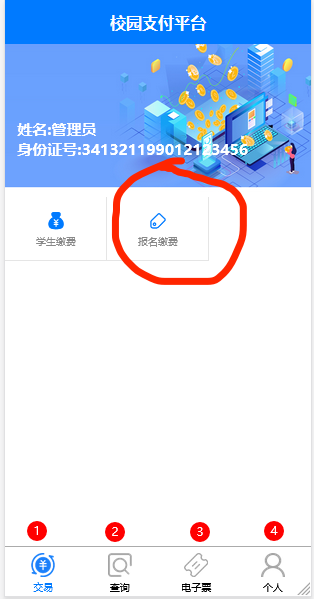 校园支付平台
姓名:管理员
身份证号:341321199012123456
学生缴费 报名缴费
1 2 3 4
交易 查询 电子票 个人